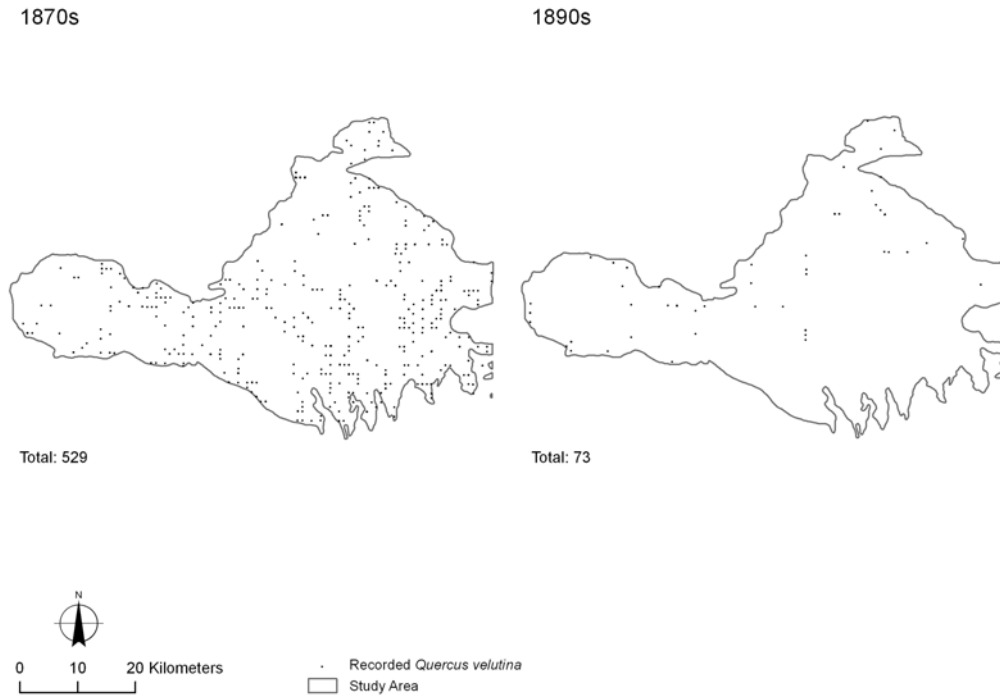 1870s
1890s
Total: 529
Total: 73
N
0 10 20 Kilometers
Recorded Quercus velutina
Study Area